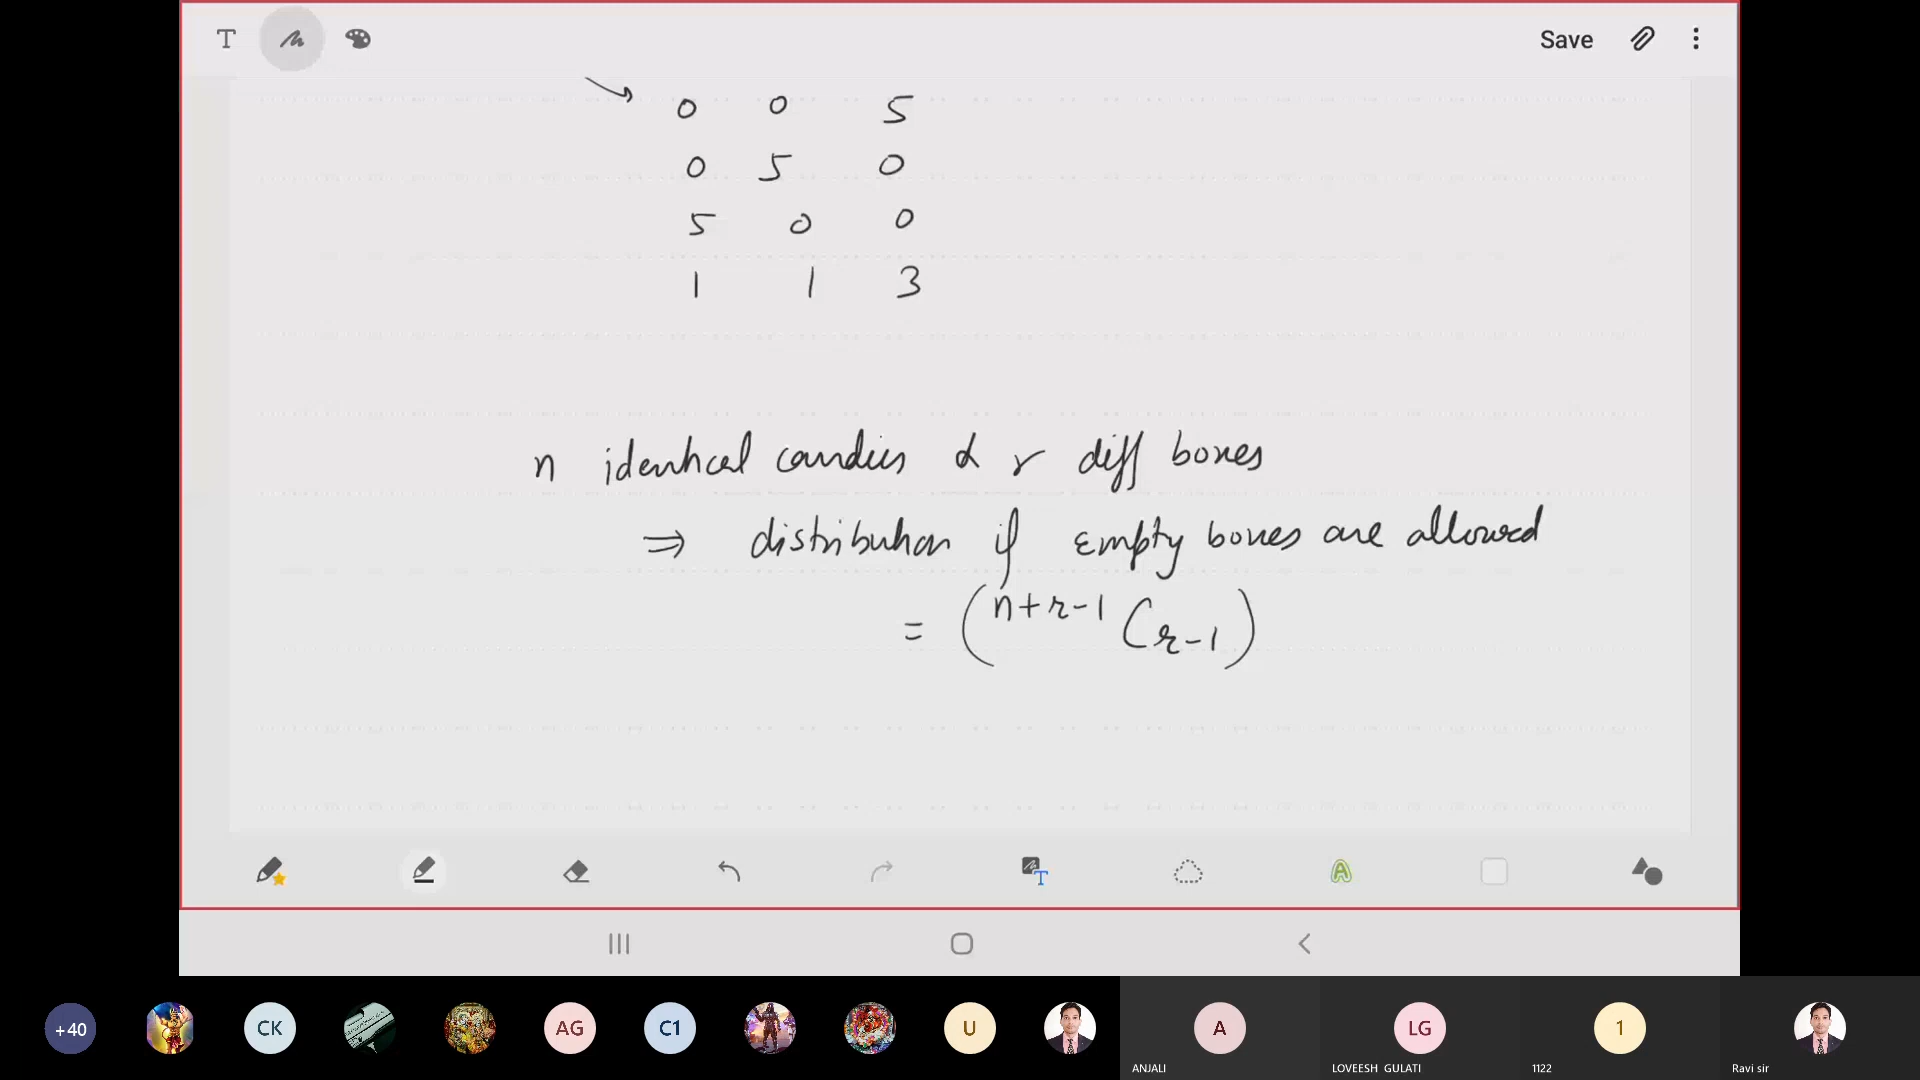 T Save
0 0 5
0 5 0
5 0 0
1 1 3
n identical candies & r diff boxes
⇒ distribution if empty boxes are allowed
= (ⁿ⁺ʳ⁻¹Cᵣ₋₁)
T A
+40 CK AG C1 U A LG 1
ANJALI LOVEESH GULATI 1122 Ravi sir